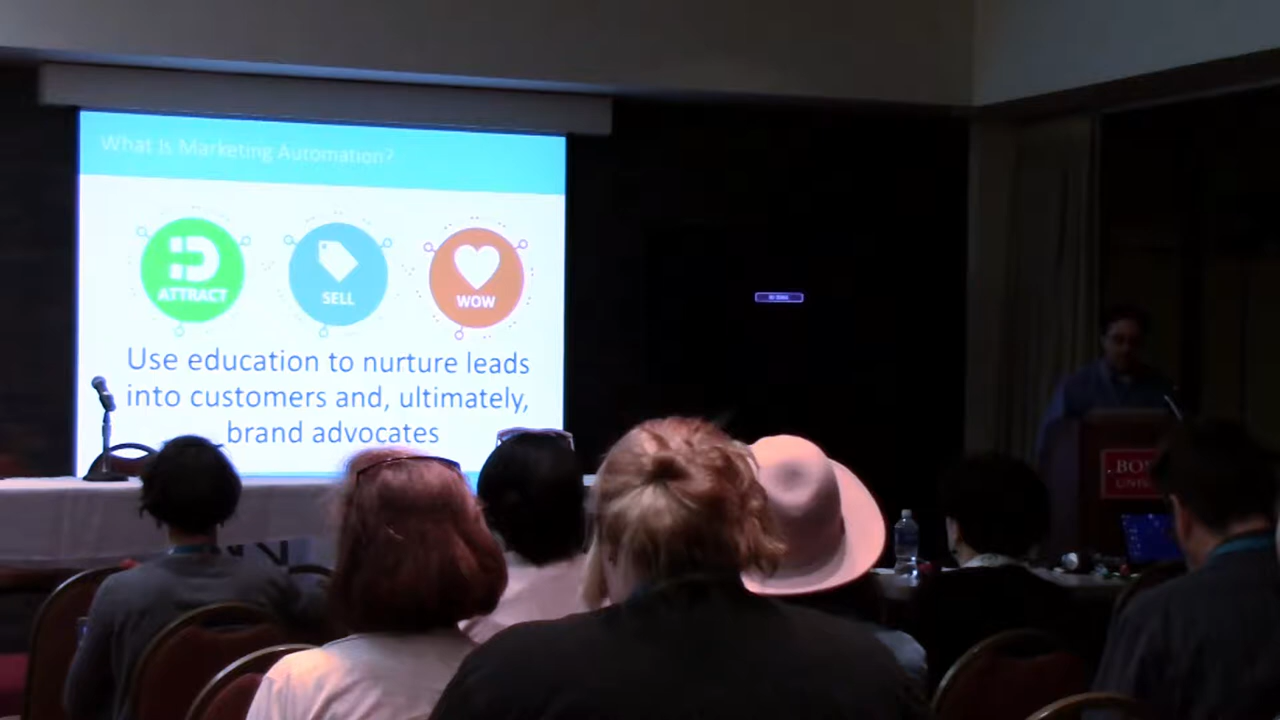 What Is Marketing Automation?
ATTRACT
SELL
WOW
Use education to nurture leads
into customers and, ultimately,
brand advocates